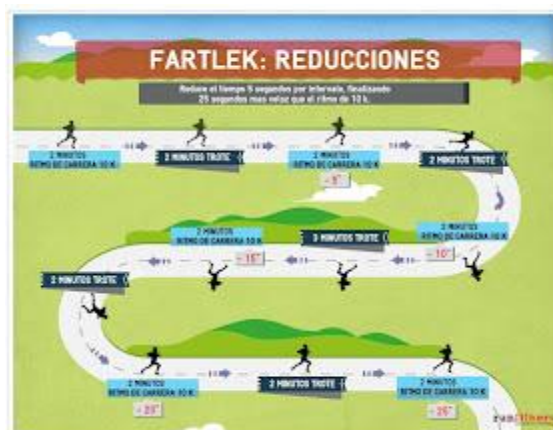 FARTLEK: REDUCCIONES
Reduce el tiempo 5 segundos por intervalo, finalizando
25 segundos mas veloz que el ritmo de 10 k.
2 MINUTOS
RITMO DE CARRERA 10 K
2 MINUTOS TROTE
2 MINUTOS
RITMO DE CARRERA 10 K
- 5"
2 MINUTOS TROTE
2 MINUTOS
RITMO DE CARRERA 10 K
- 10"
2 MINUTOS TROTE
2 MINUTOS
RITMO DE CARRERA 10 K
- 15"
2 MINUTOS TROTE
2 MINUTOS
RITMO DE CARRERA 10 K
- 20"
2 MINUTOS TROTE
2 MINUTOS
RITMO DE CARRERA 10 K
- 25"